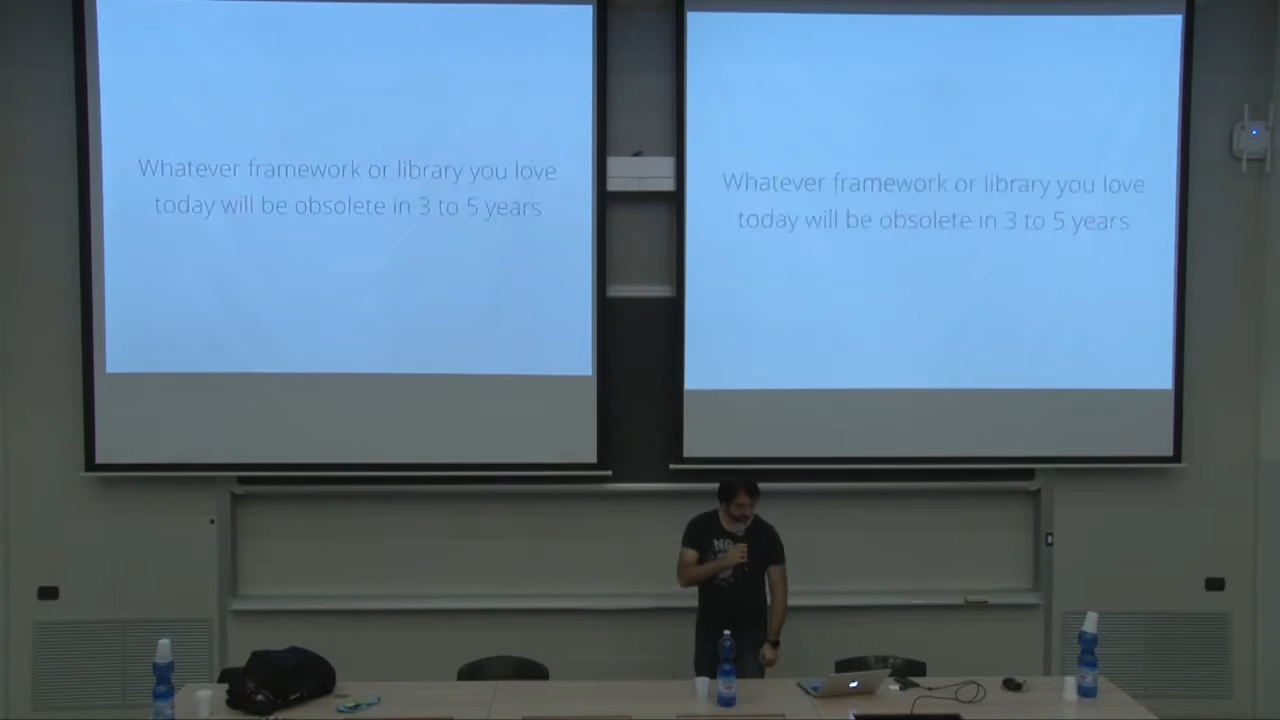 Whatever framework or library you love
today will be obsolete in 3 to 5 years
Whatever framework or library you love
today will be obsolete in 3 to 5 years
NO